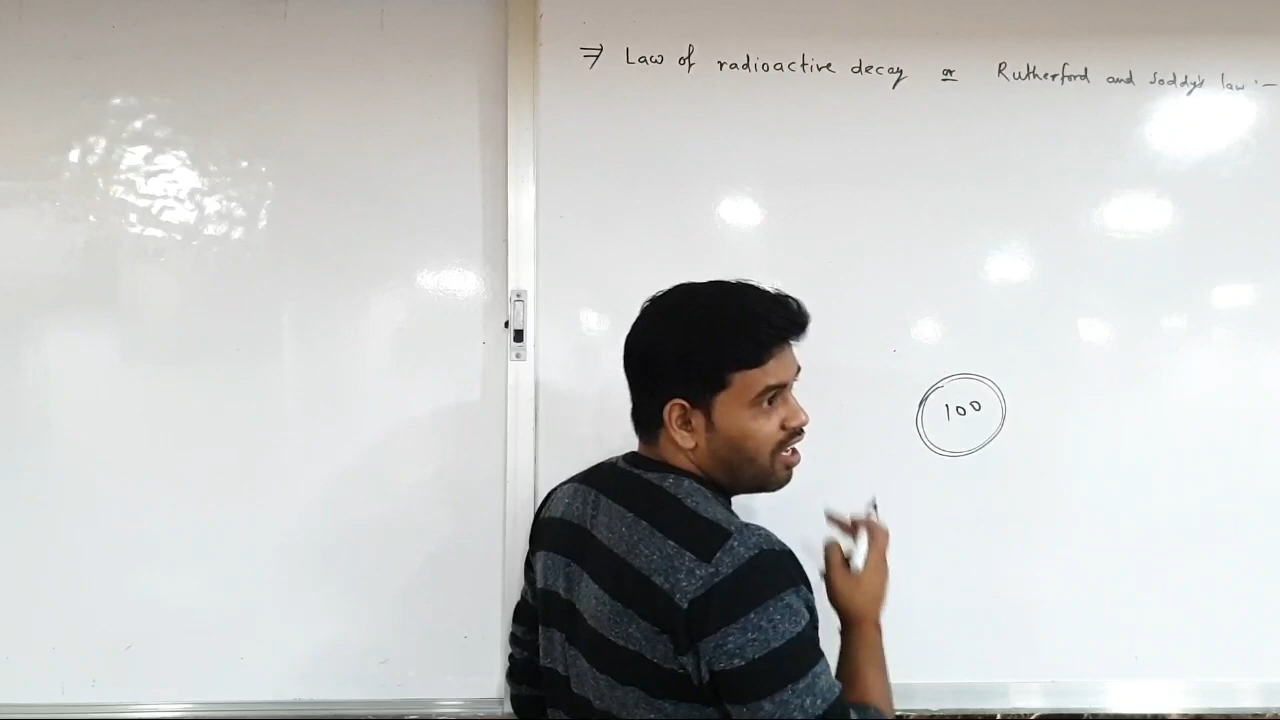 ⇒ Law of radioactive decay or Rutherford and Soddy's law :-
100